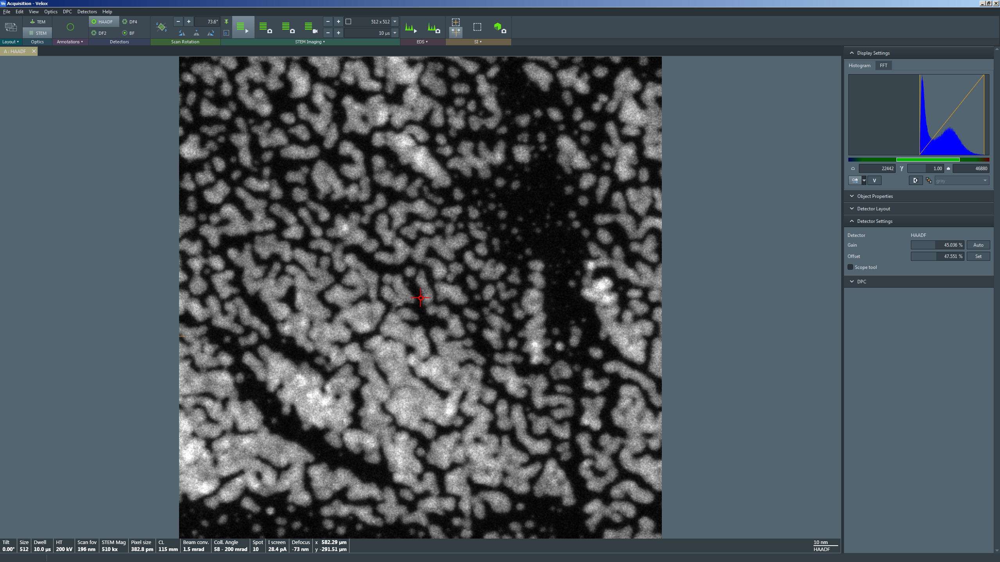 Ve Acquisition - Velox
File Edit View Optics DPC Detectors Help
TEM HAADF DF4 73.6° 512 x 512
STEM DF2 BF 10 µs
Layout Optics Annotations Detectors Scan Rotation STEM Imaging EDS SI
A : HAADF
Display Settings
Histogram FFT
22442 γ 1.00 46880
V gray
Object Properties
Detector Layout
Detector Settings
Detector HAADF
Gain 45.036 % Auto
Offset 47.551 % Set
Scope tool
DPC
Tilt Size Dwell HT Scan fov STEM Mag Pixel size CL Beam conv. Coll. Angle Spot I screen Defocus x 582.29 µm 10 nm
0.00° 512 10.0 µs 200 kV 196 nm 510 kx 382.8 pm 115 mm 1.5 mrad 58 - 200 mrad 10 28.4 pA -73 nm y -291.51 µm HAADF